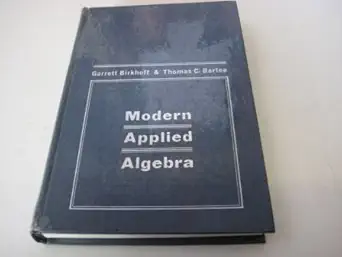 Garrett Birkhoff & Thomas C. Bartee
Modern
Applied
Algebra